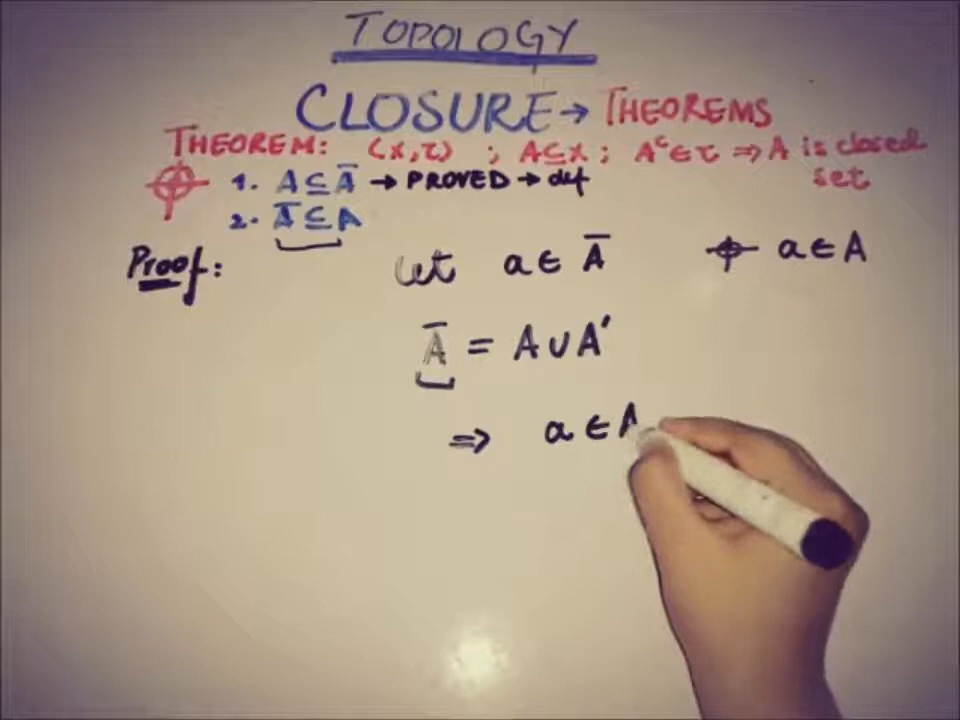 TOPOLOGY
CLOSURE → THEOREMS
THEOREM: (X,τ) ; A⊆X ; Aᶜ∈τ ⇒ A is closed set
1. A⊆A̅ → PROVED → def
2. A̅⊆A
Proof: let a∈A̅ a∈A
A̅ = A∪A'
⇒ a∈A